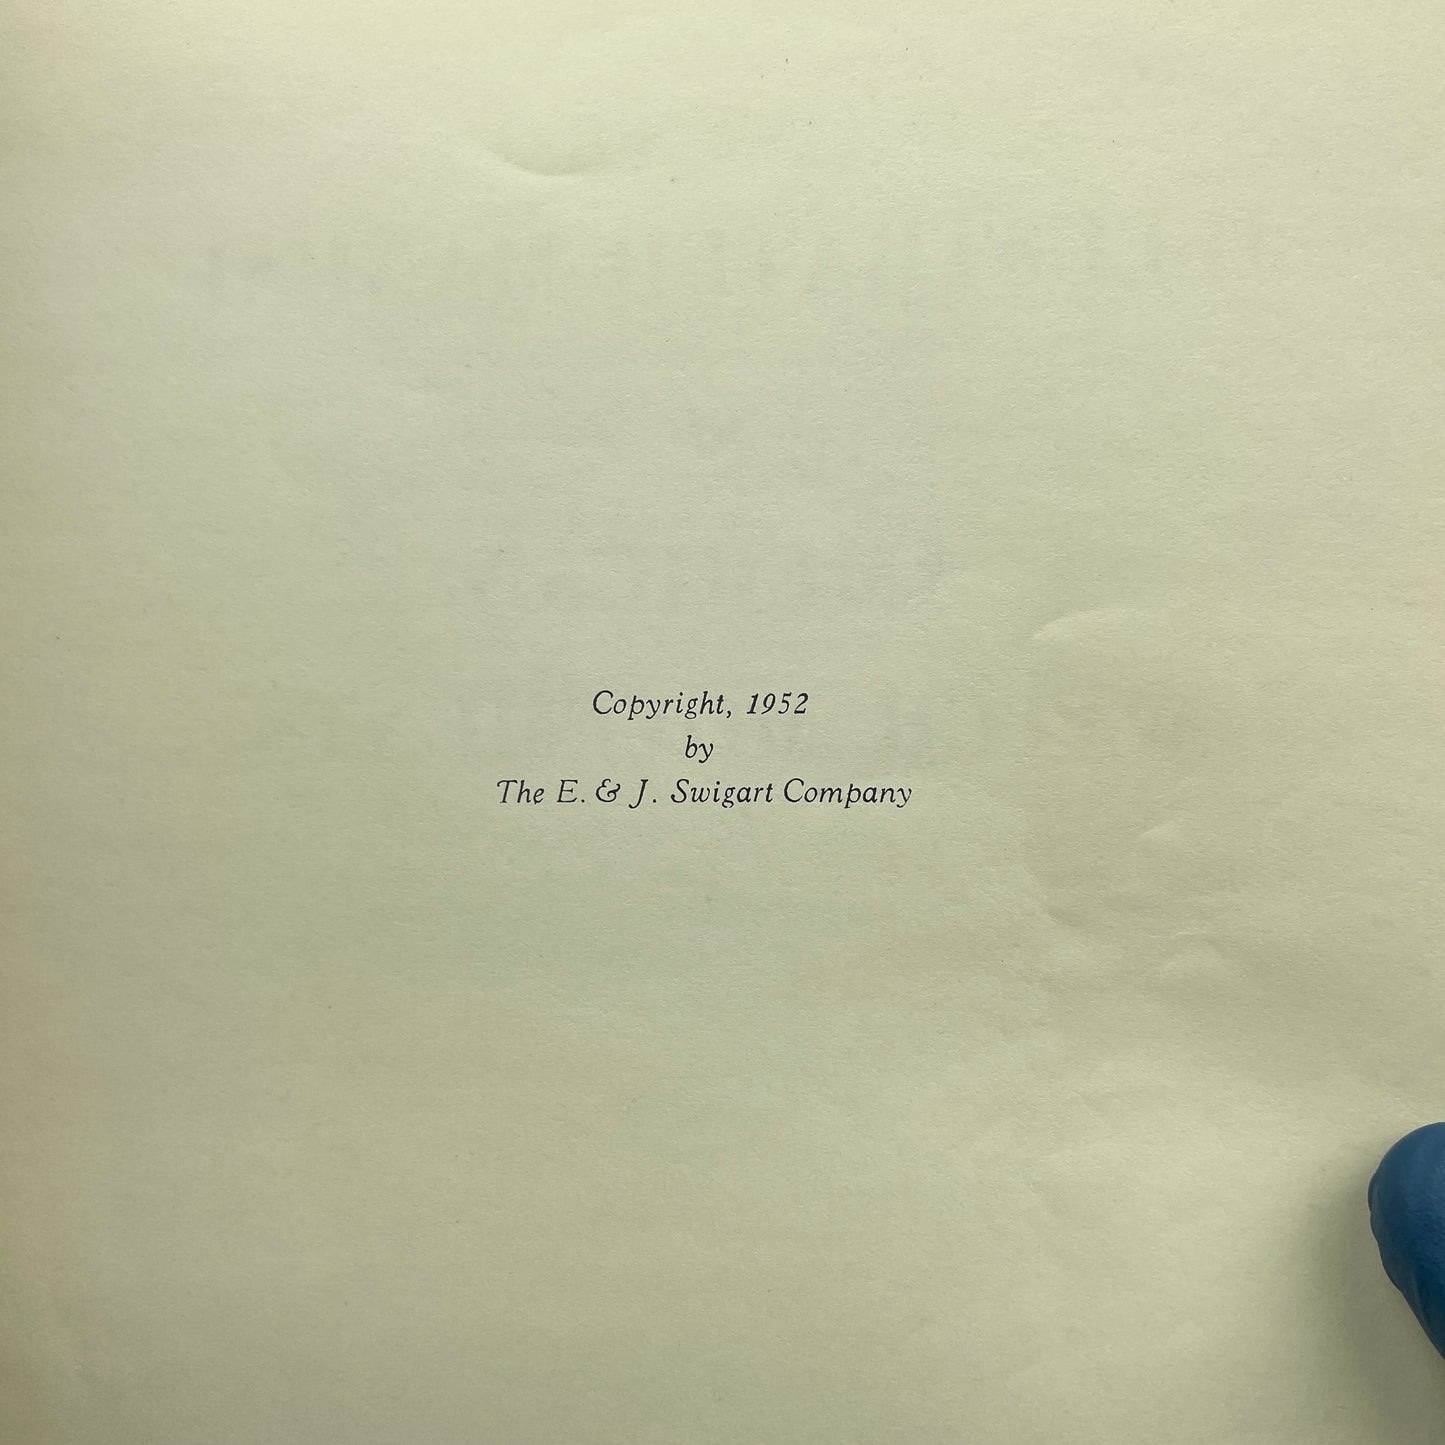 Copyright, 1952
by
The E. & J. Swigart Company